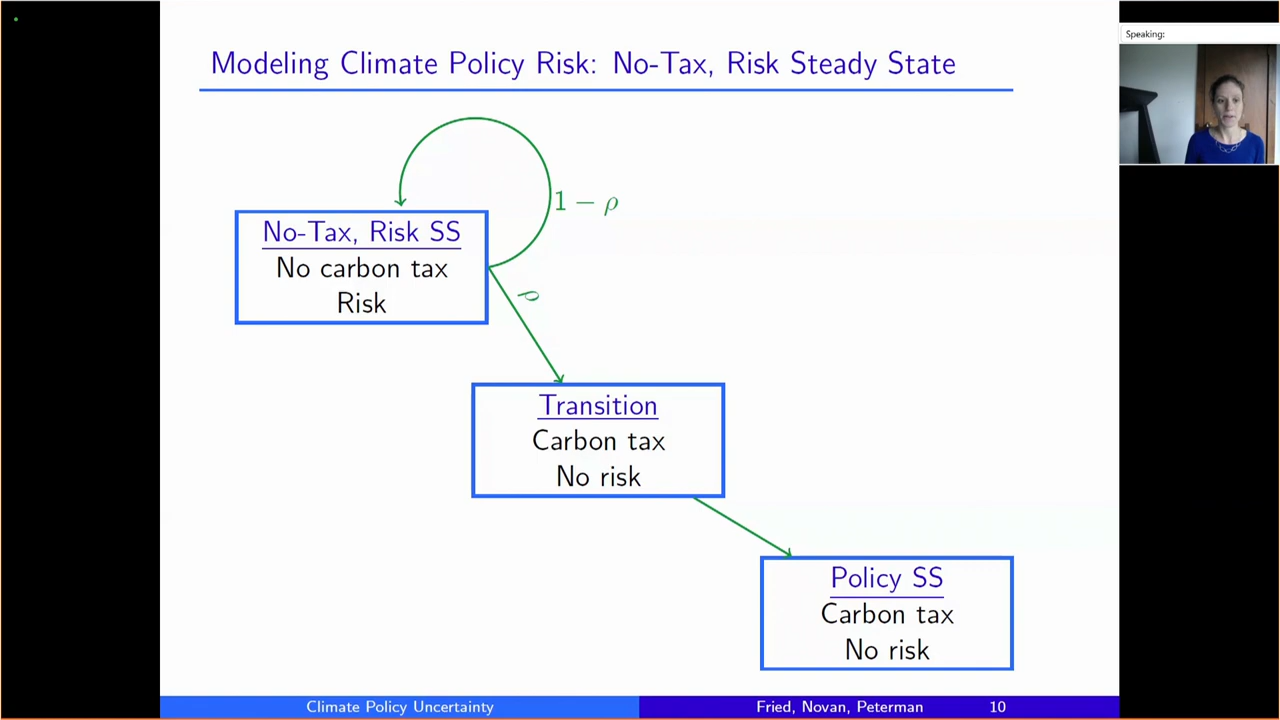 Modeling Climate Policy Risk: No-Tax, Risk Steady State
Speaking:
1 − ρ
No-Tax, Risk SS
No carbon tax
Risk
ρ
Transition
Carbon tax
No risk
Policy SS
Carbon tax
No risk
Climate Policy Uncertainty
Fried, Novan, Peterman
10